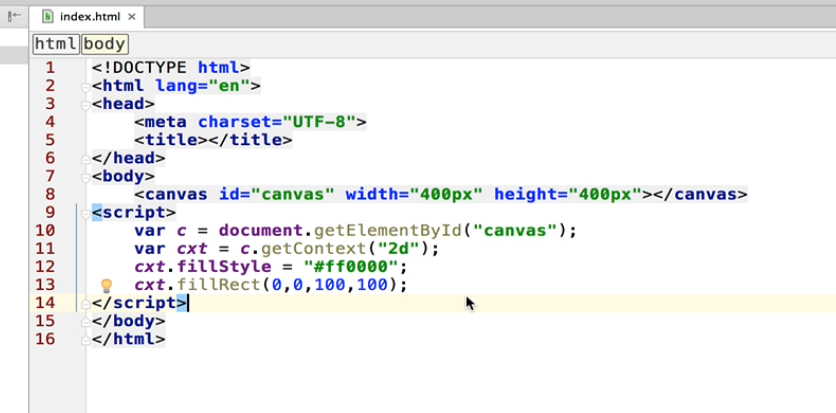 index.html ×
html body
1 <!DOCTYPE html>
2 <html lang="en">
3 <head>
4 <meta charset="UTF-8">
5 <title></title>
6 </head>
7 <body>
8 <canvas id="canvas" width="400px" height="400px"></canvas>
9 <script>
10 var c = document.getElementById("canvas");
11 var cxt = c.getContext("2d");
12 cxt.fillStyle = "#ff0000";
13 cxt.fillRect(0,0,100,100);
14 </script>
15 </body>
16 </html>